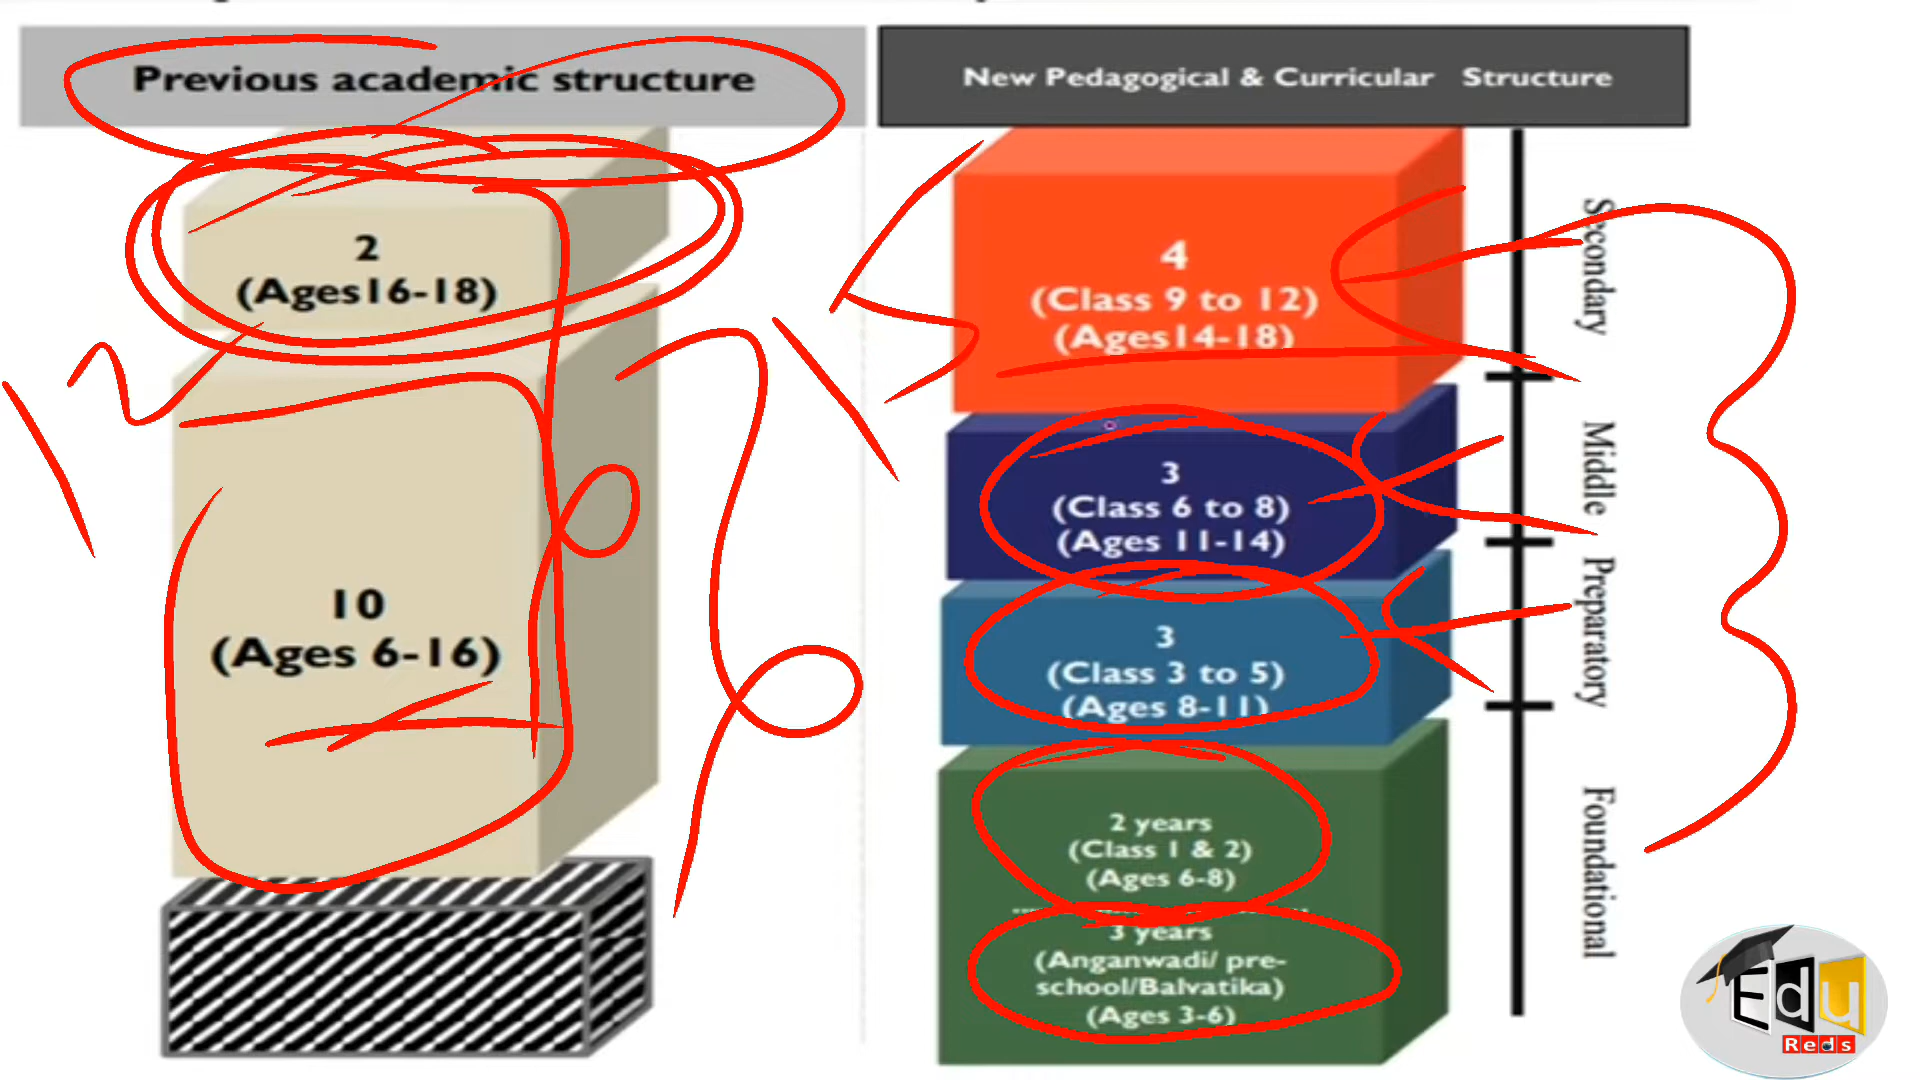 Previous academic structure
New Pedagogical & Curricular Structure
2
(Ages16-18)
10
(Ages 6-16)
4
(Class 9 to 12)
(Ages14-18)
3
(Class 6 to 8)
(Ages 11-14)
3
(Class 3 to 5)
(Ages 8-11)
2 years
(Class 1 & 2)
(Ages 6-8)
3 years
(Anganwadi/ pre-
school/Balvatika)
(Ages 3-6)
Secondary
Middle
Preparatory
Foundational
Edu
Reds